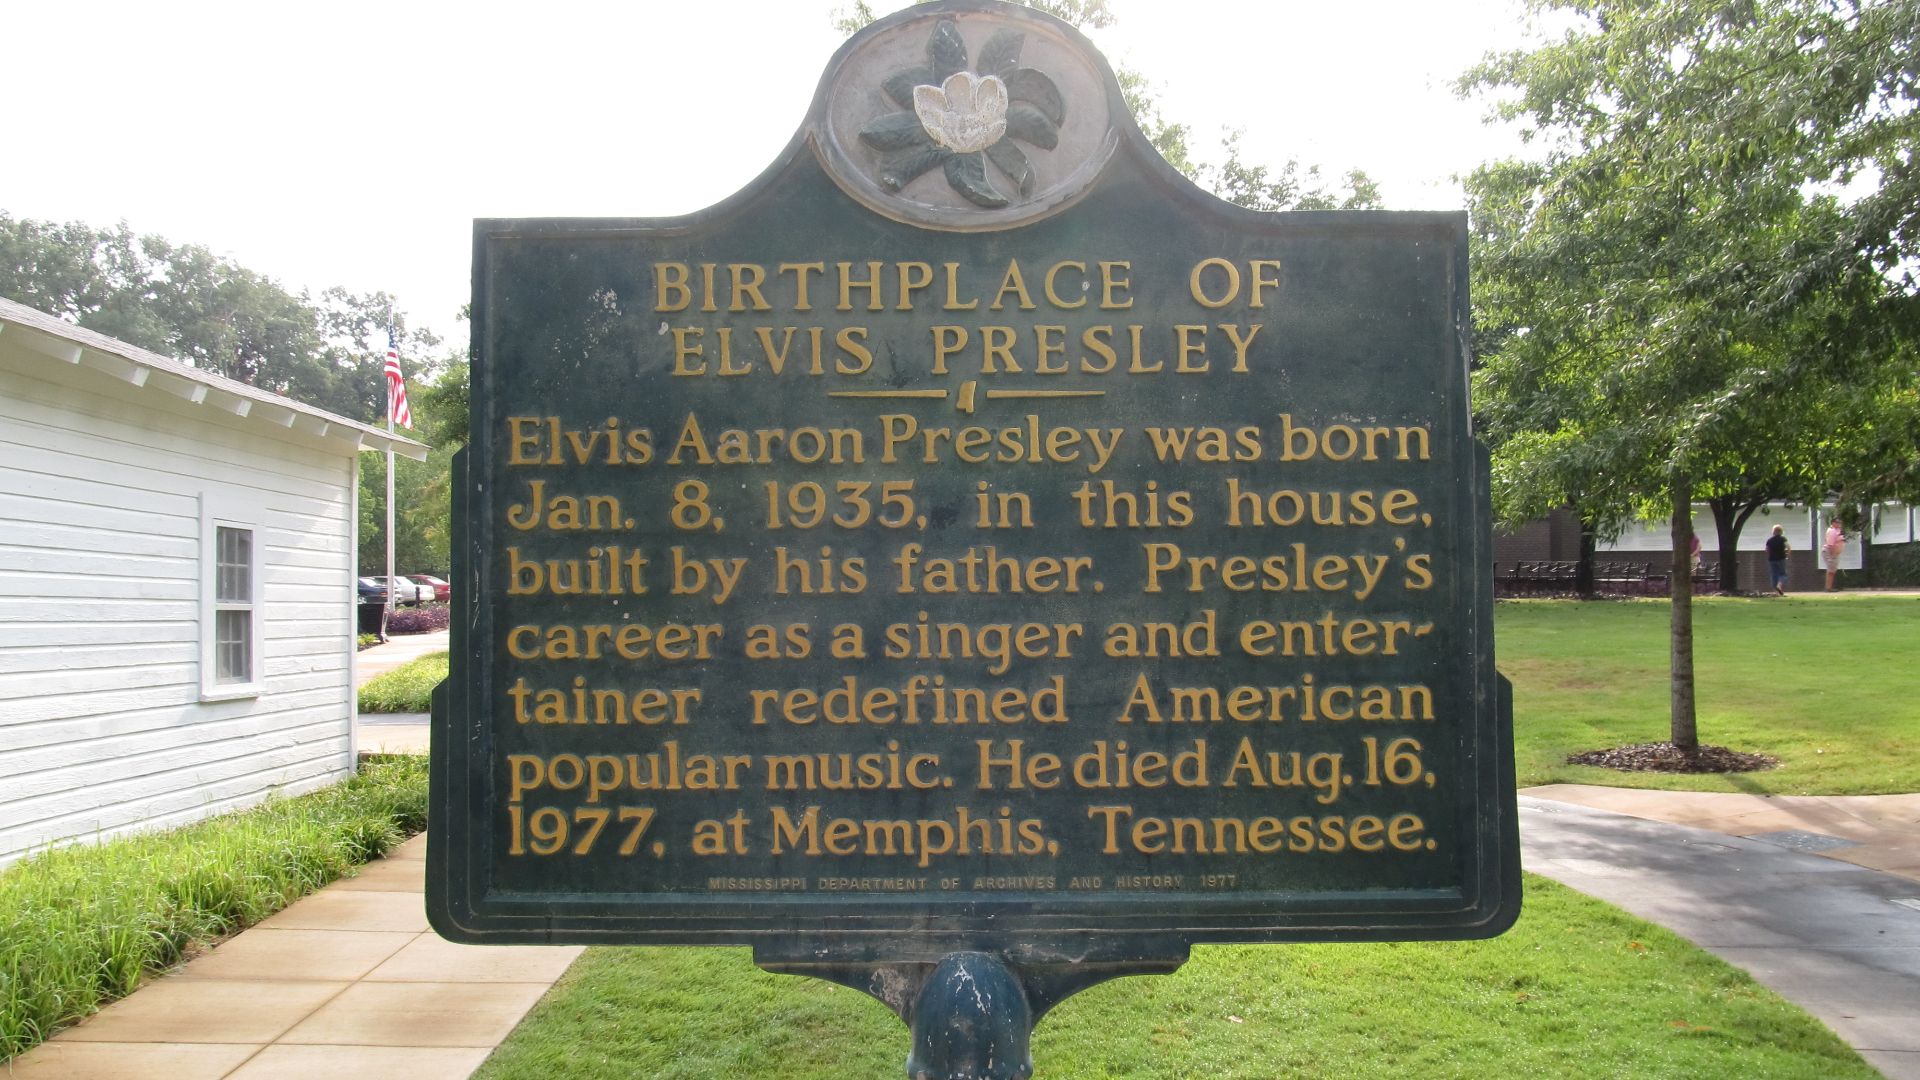 BIRTHPLACE OF
ELVIS PRESLEY
Elvis Aaron Presley was born
Jan. 8, 1935, in this house,
built by his father. Presley's
career as a singer and enter-
tainer redefined American
popular music. He died Aug. 16,
1977, at Memphis, Tennessee.
MISSISSIPPI DEPARTMENT OF ARCHIVES AND HISTORY 1977